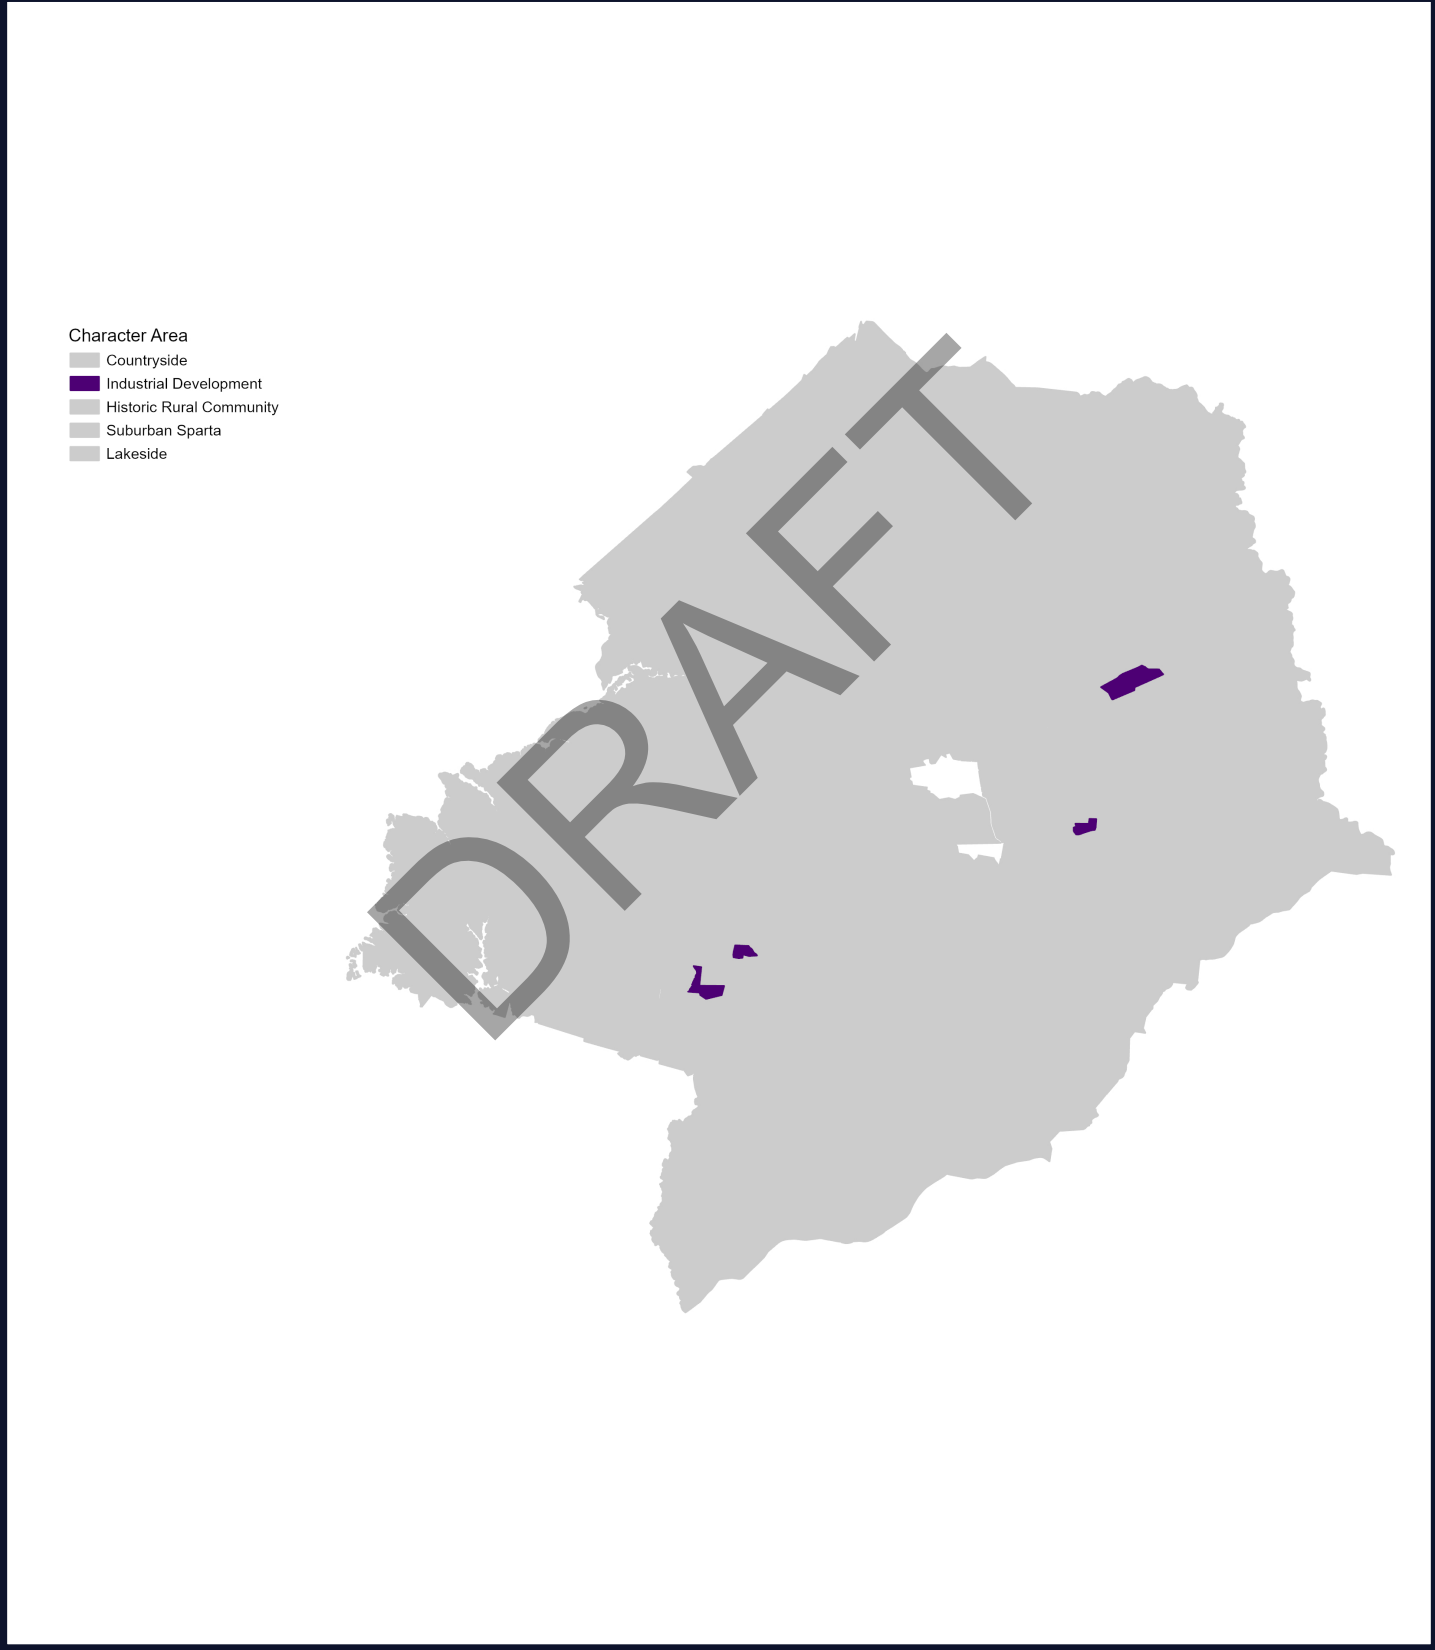 Character Area
Countryside
Industrial Development
Historic Rural Community
Suburban Sparta
Lakeside
DRAFT